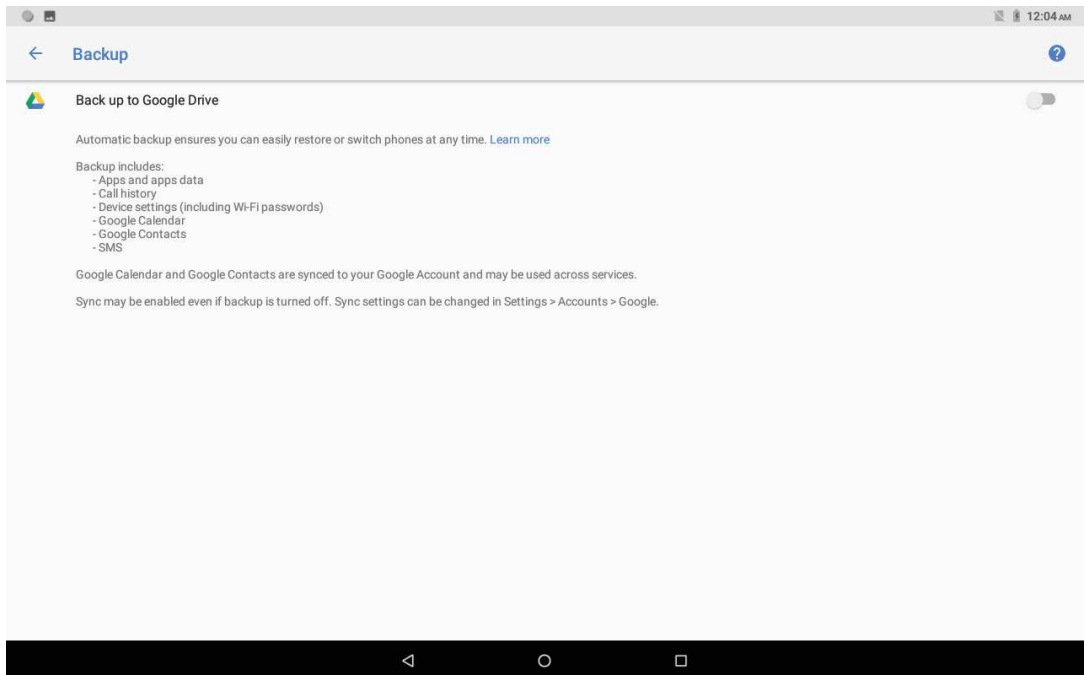 12:04 AM
Backup
?
Back up to Google Drive
Automatic backup ensures you can easily restore or switch phones at any time. Learn more
Backup includes:
- Apps and apps data
- Call history
- Device settings (including Wi-Fi passwords)
- Google Calendar
- Google Contacts
- SMS
Google Calendar and Google Contacts are synced to your Google Account and may be used across services.
Sync may be enabled even if backup is turned off. Sync settings can be changed in Settings > Accounts > Google.